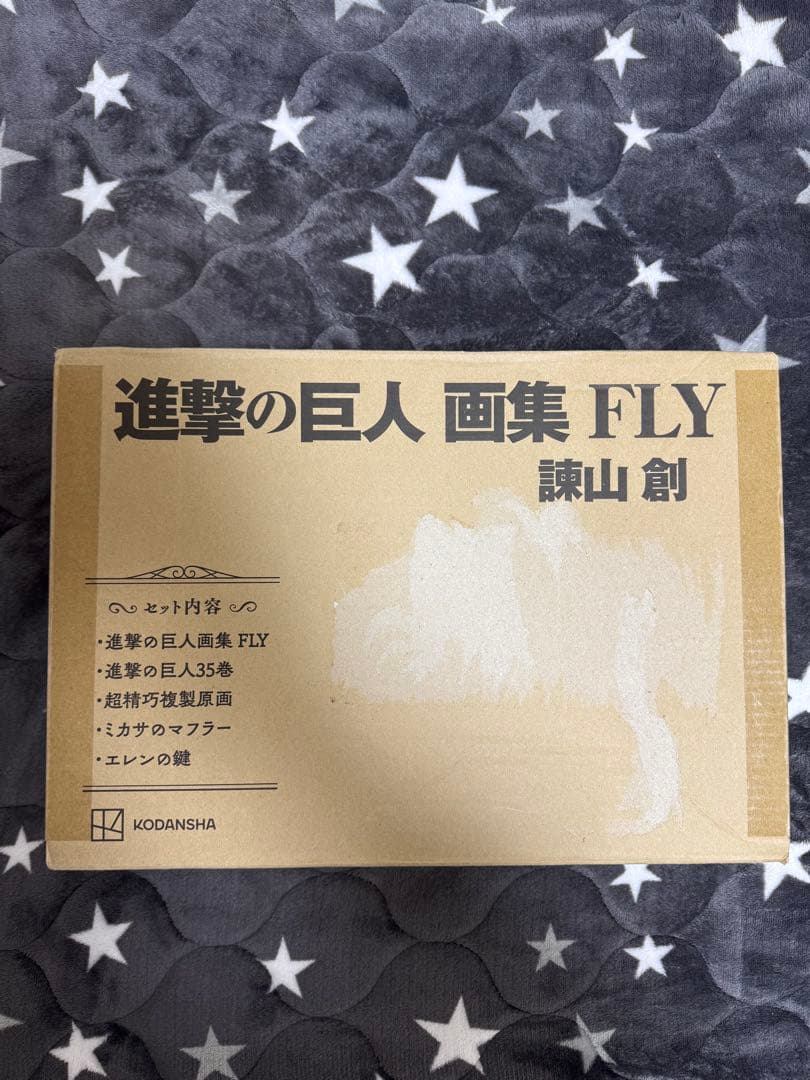 進撃の巨人 画集 FLY
諫山 創
セット内容
・進撃の巨人画集 FLY
・進撃の巨人35巻
・超精巧複製原画
・ミカサのマフラー
・エレンの鍵
KODANSHA